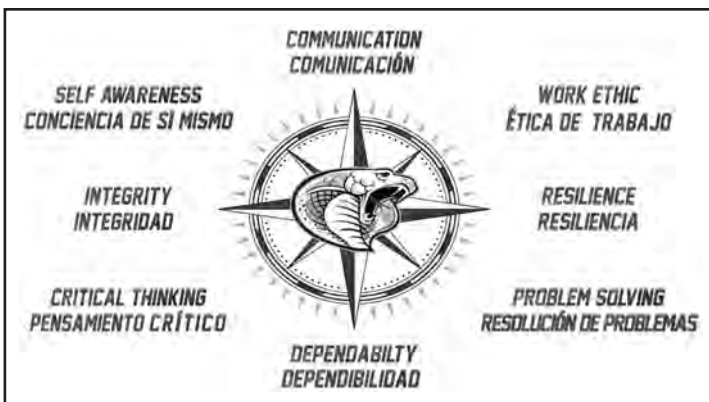 COMMUNICATION
COMUNICACIÓN
SELF AWARENESS
CONCIENCIA DE SÍ MISMO
WORK ETHIC
ÉTICA DE TRABAJO
INTEGRITY
INTEGRIDAD
RESILIENCE
RESILIENCIA
CRITICAL THINKING
PENSAMIENTO CRÍTICO
PROBLEM SOLVING
RESOLUCIÓN DE PROBLEMAS
DEPENDABILTY
DEPENDIBILIDAD